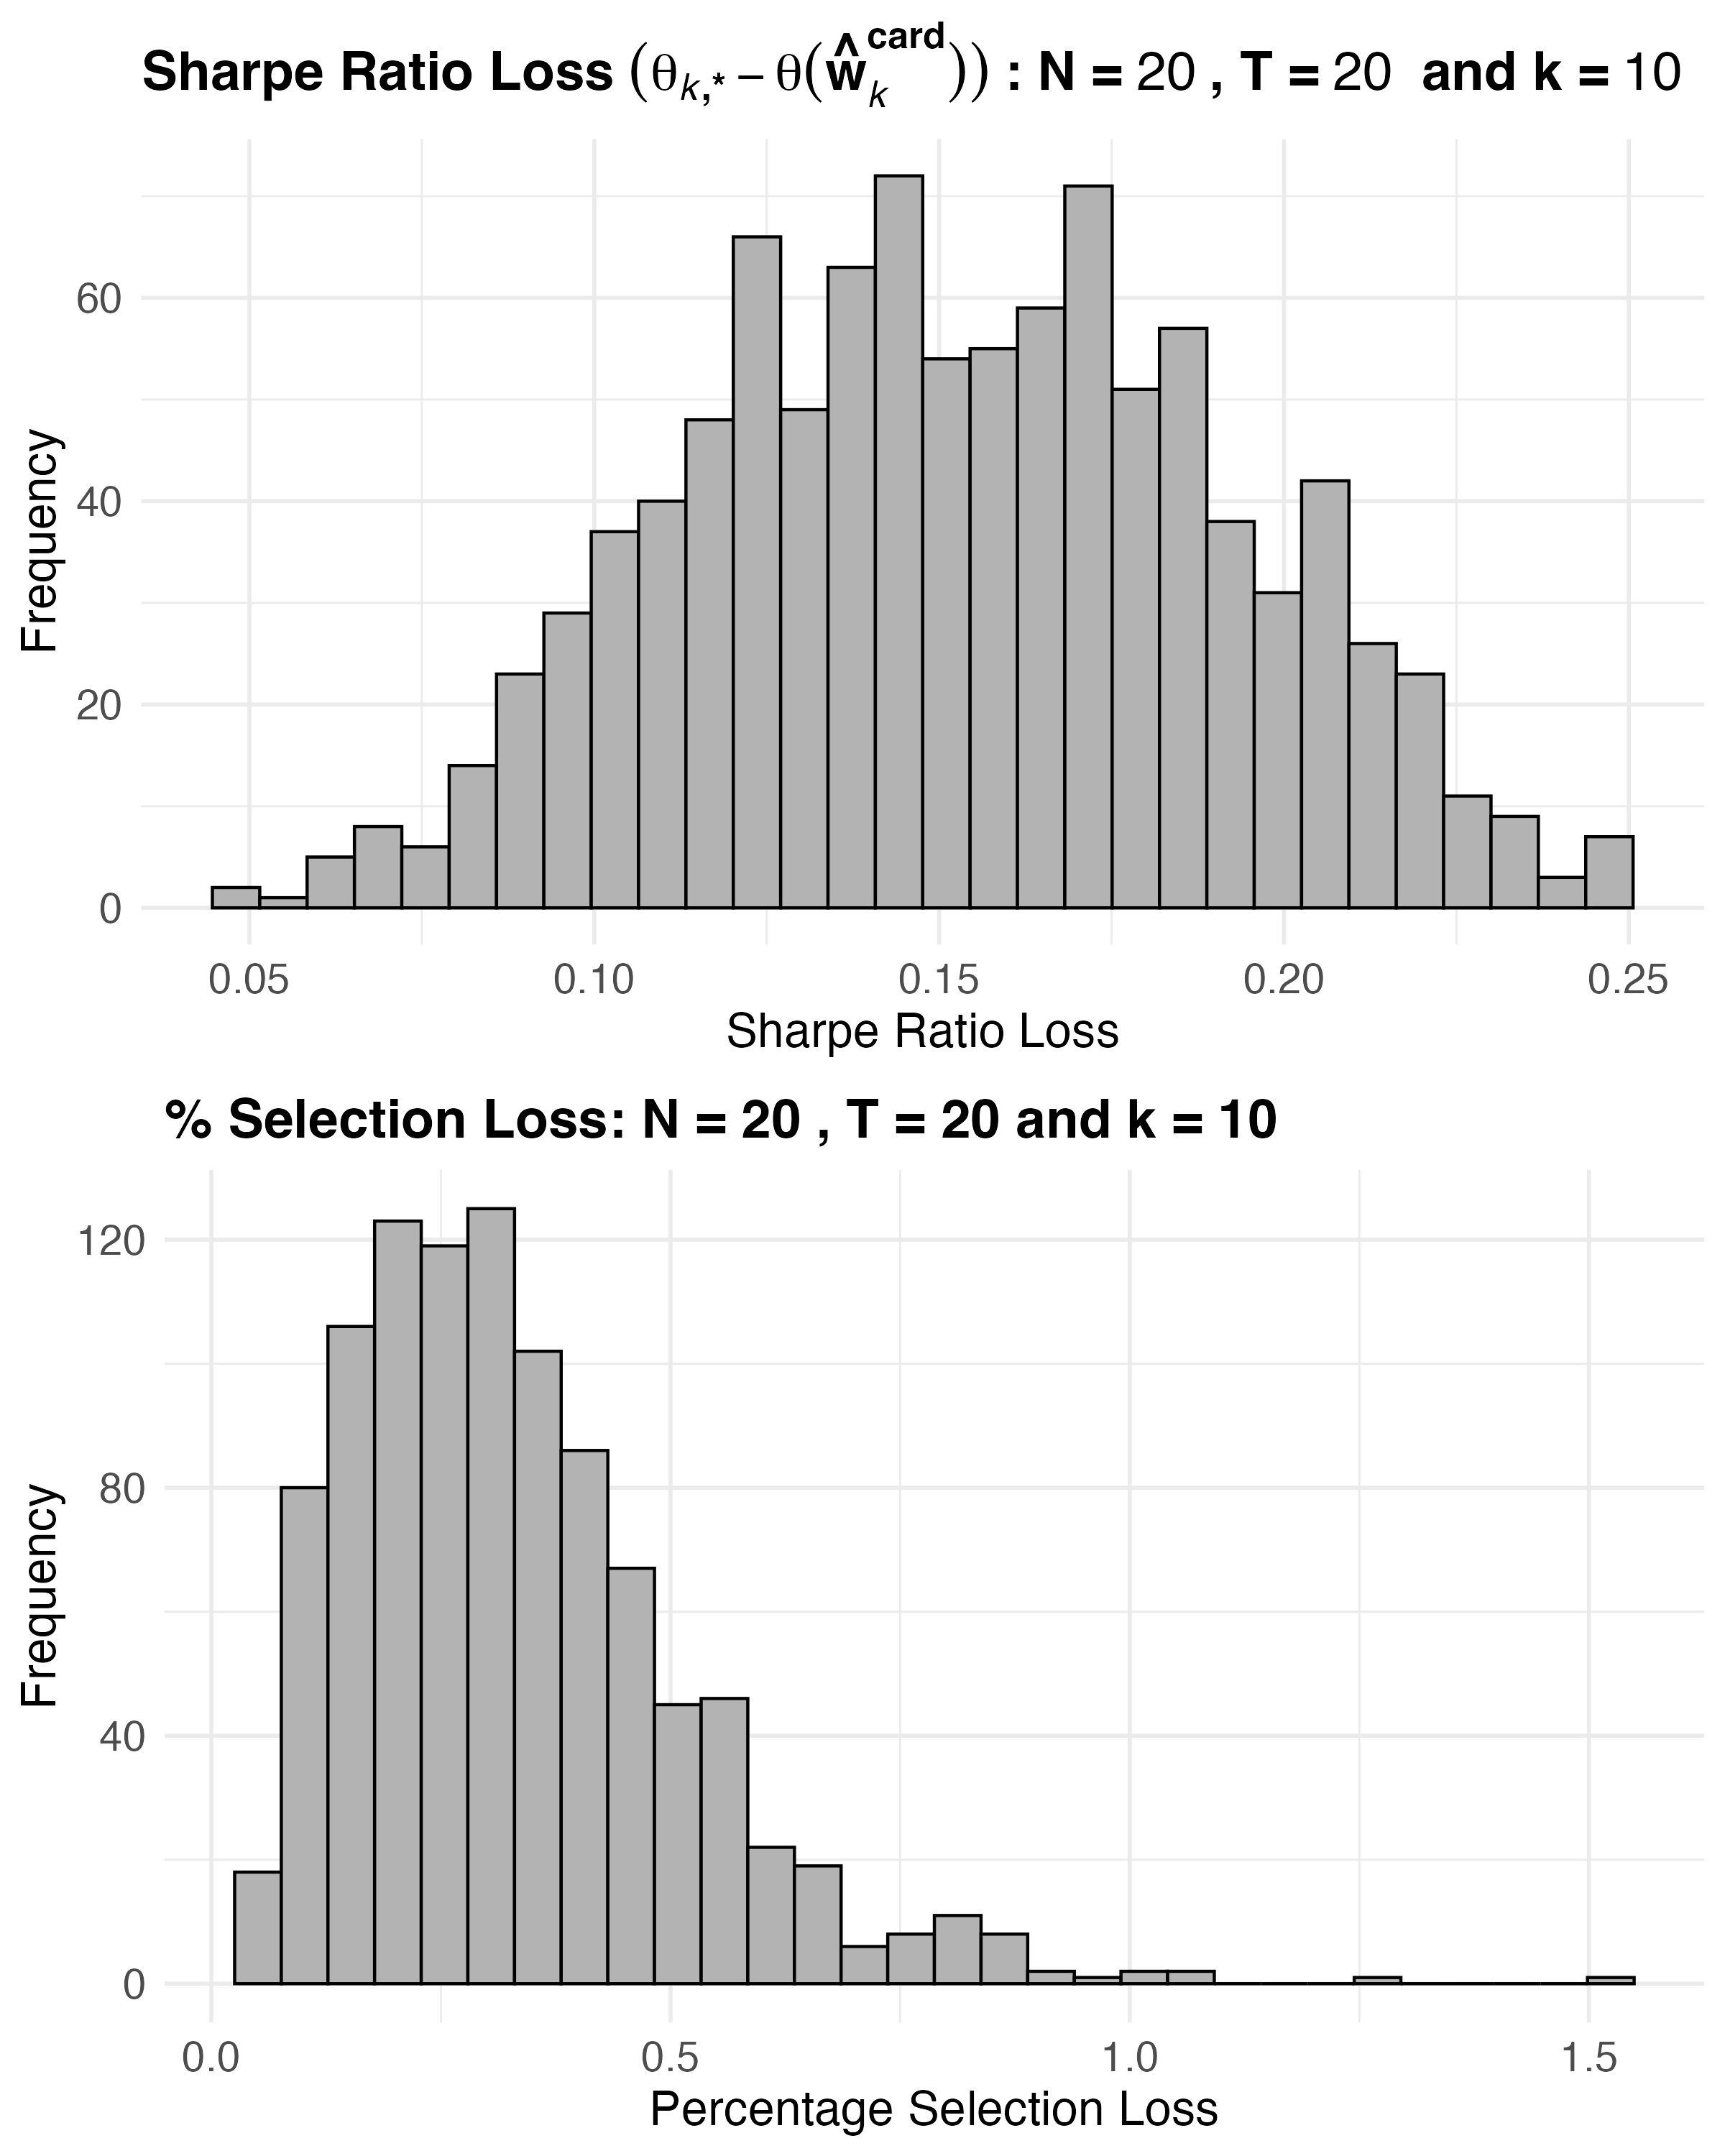 Sharpe Ratio Loss (θk,* − θ(ŵkcard)) : N = 20 , T = 20 and k = 10
Frequency
60
40
20
0
0.05 0.10 0.15 0.20 0.25
Sharpe Ratio Loss
% Selection Loss: N = 20 , T = 20 and k = 10
Frequency
120
80
40
0
0.0 0.5 1.0 1.5
Percentage Selection Loss